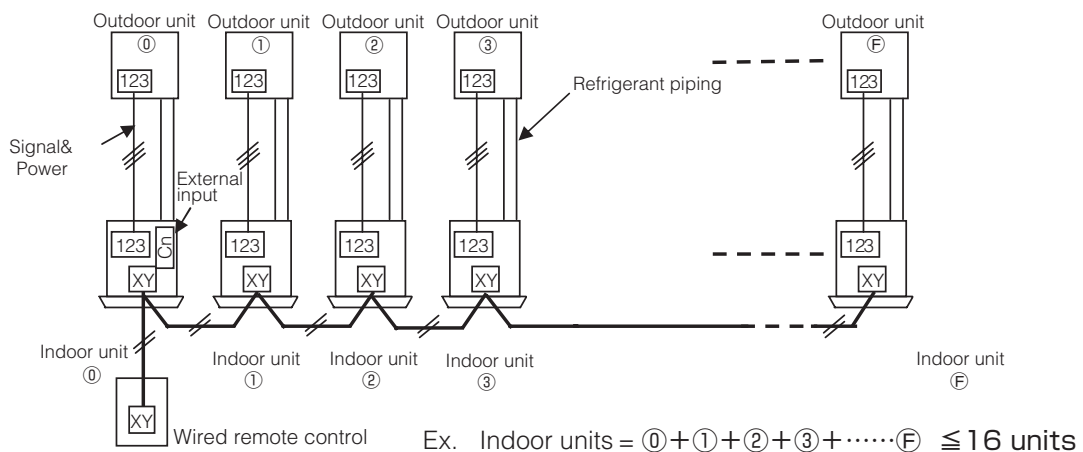 Outdoor unit Outdoor unit Outdoor unit Outdoor unit Outdoor unit
⓪ ① ② ③ Ⓕ
123 123 123 123 123
Refrigerant piping
Signal&
Power
External
input
123 Cn 123 123 123 123
XY XY XY XY XY
Indoor unit Indoor unit Indoor unit Indoor unit Indoor unit
⓪ ① ② ③ Ⓕ
XY
Wired remote control
Ex. Indoor units = ⓪+①+②+③+⋯⋯Ⓕ ≦16 units